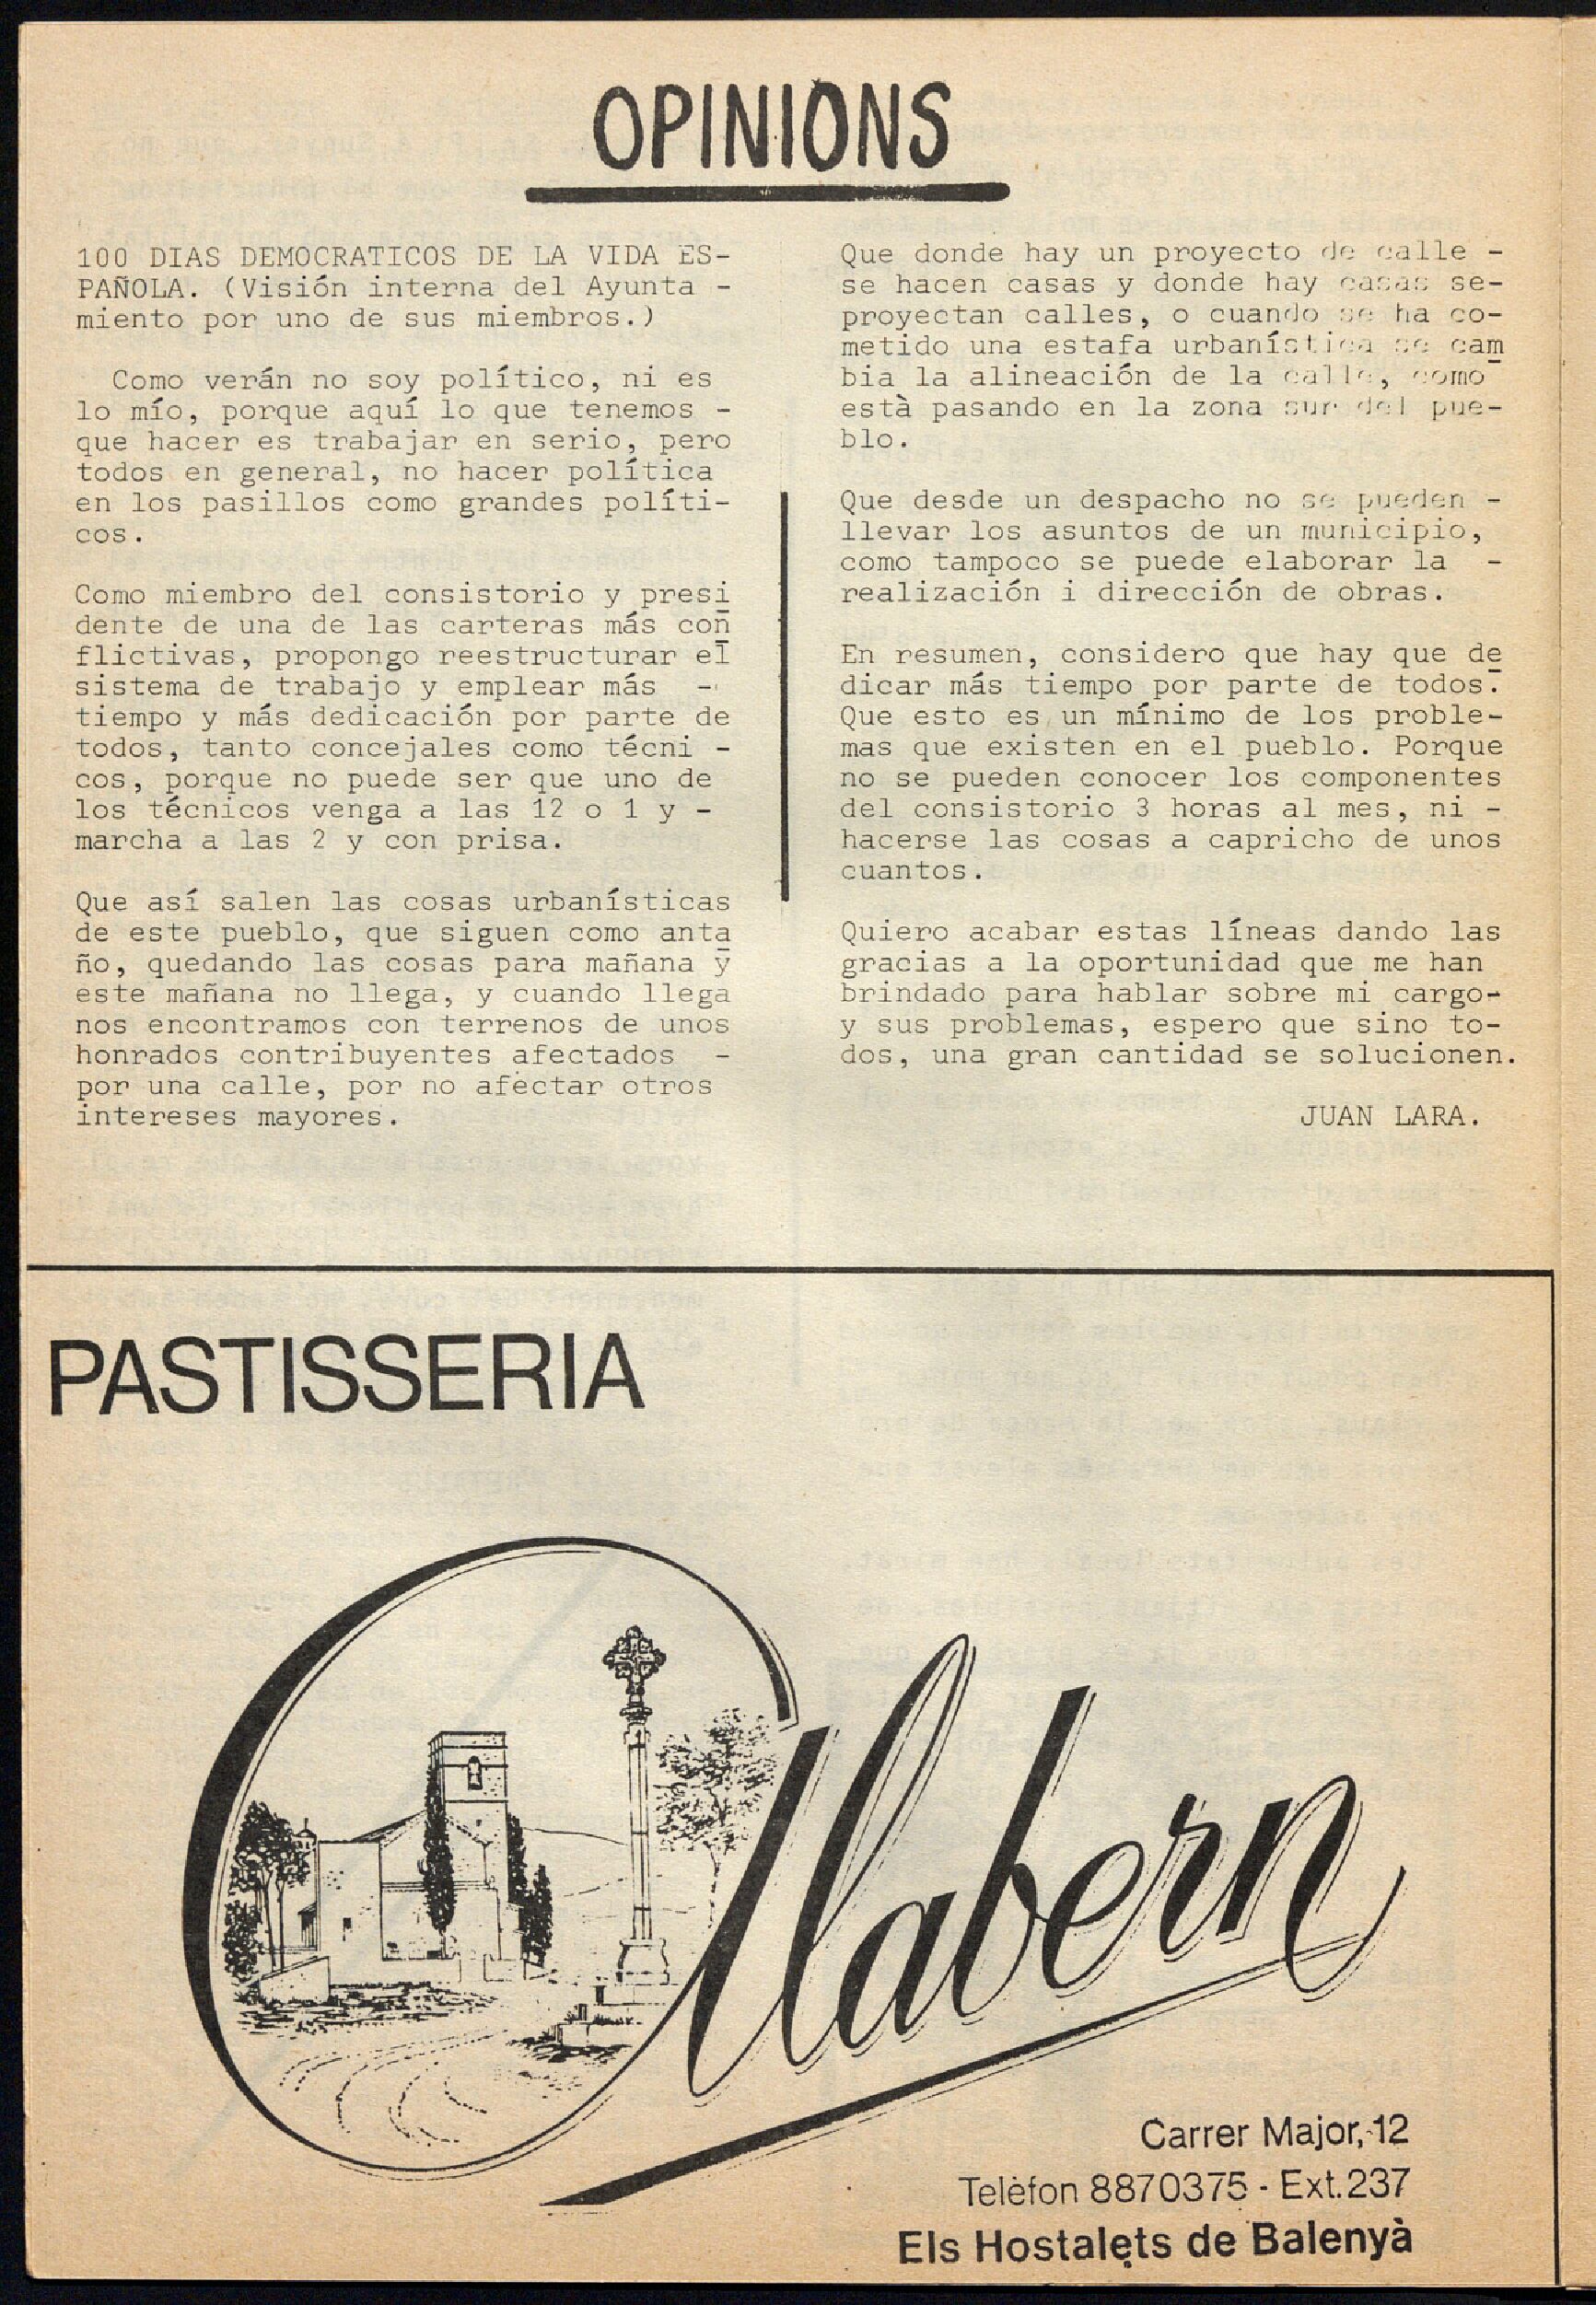 OPINIONS
100 DIAS DEMOCRATICOS DE LA VIDA ES-
PAÑOLA. (Visión interna del Ayunta -
miento por uno de sus miembros.)
Como verán no soy político, ni es
lo mío, porque aquí lo que tenemos -
que hacer es trabajar en serio, pero
todos en general, no hacer política
en los pasillos como grandes políti-
cos.
Como miembro del consistorio y presi
dente de una de las carteras más con
flictivas, propongo reestructurar el
sistema de trabajo y emplear más -
tiempo y más dedicación por parte de
todos, tanto concejales como técni -
cos, porque no puede ser que uno de
los técnicos venga a las 12 o 1 y -
marcha a las 2 y con prisa.
Que así salen las cosas urbanísticas
de este pueblo, que siguen como anta
ño, quedando las cosas para mañana y
este mañana no llega, y cuando llega
nos encontramos con terrenos de unos
honrados contribuyentes afectados -
por una calle, por no afectar otros
intereses mayores.
Que donde hay un proyecto de calle -
se hacen casas y donde hay casas se-
proyectan calles, o cuando se ha co-
metido una estafa urbanística se cam
bia la alineación de la calle, como
està pasando en la zona sur del pue-
blo.
Que desde un despacho no se pueden -
llevar los asuntos de un municipio,
como tampoco se puede elaborar la -
realización i dirección de obras.
En resumen, considero que hay que de
dicar más tiempo por parte de todos.
Que esto es un mínimo de los proble-
mas que existen en el pueblo. Porque
no se pueden conocer los componentes
del consistorio 3 horas al mes, ni -
hacerse las cosas a capricho de unos
cuantos.
Quiero acabar estas líneas dando las
gracias a la oportunidad que me han
brindado para hablar sobre mi cargo-
y sus problemas, espero que sino to-
dos, una gran cantidad se solucionen.
JUAN LARA.
PASTISSERIA
Clabern
Carrer Major, 12
Telèfon 8870375 - Ext. 237
Els Hostalets de Balenyà